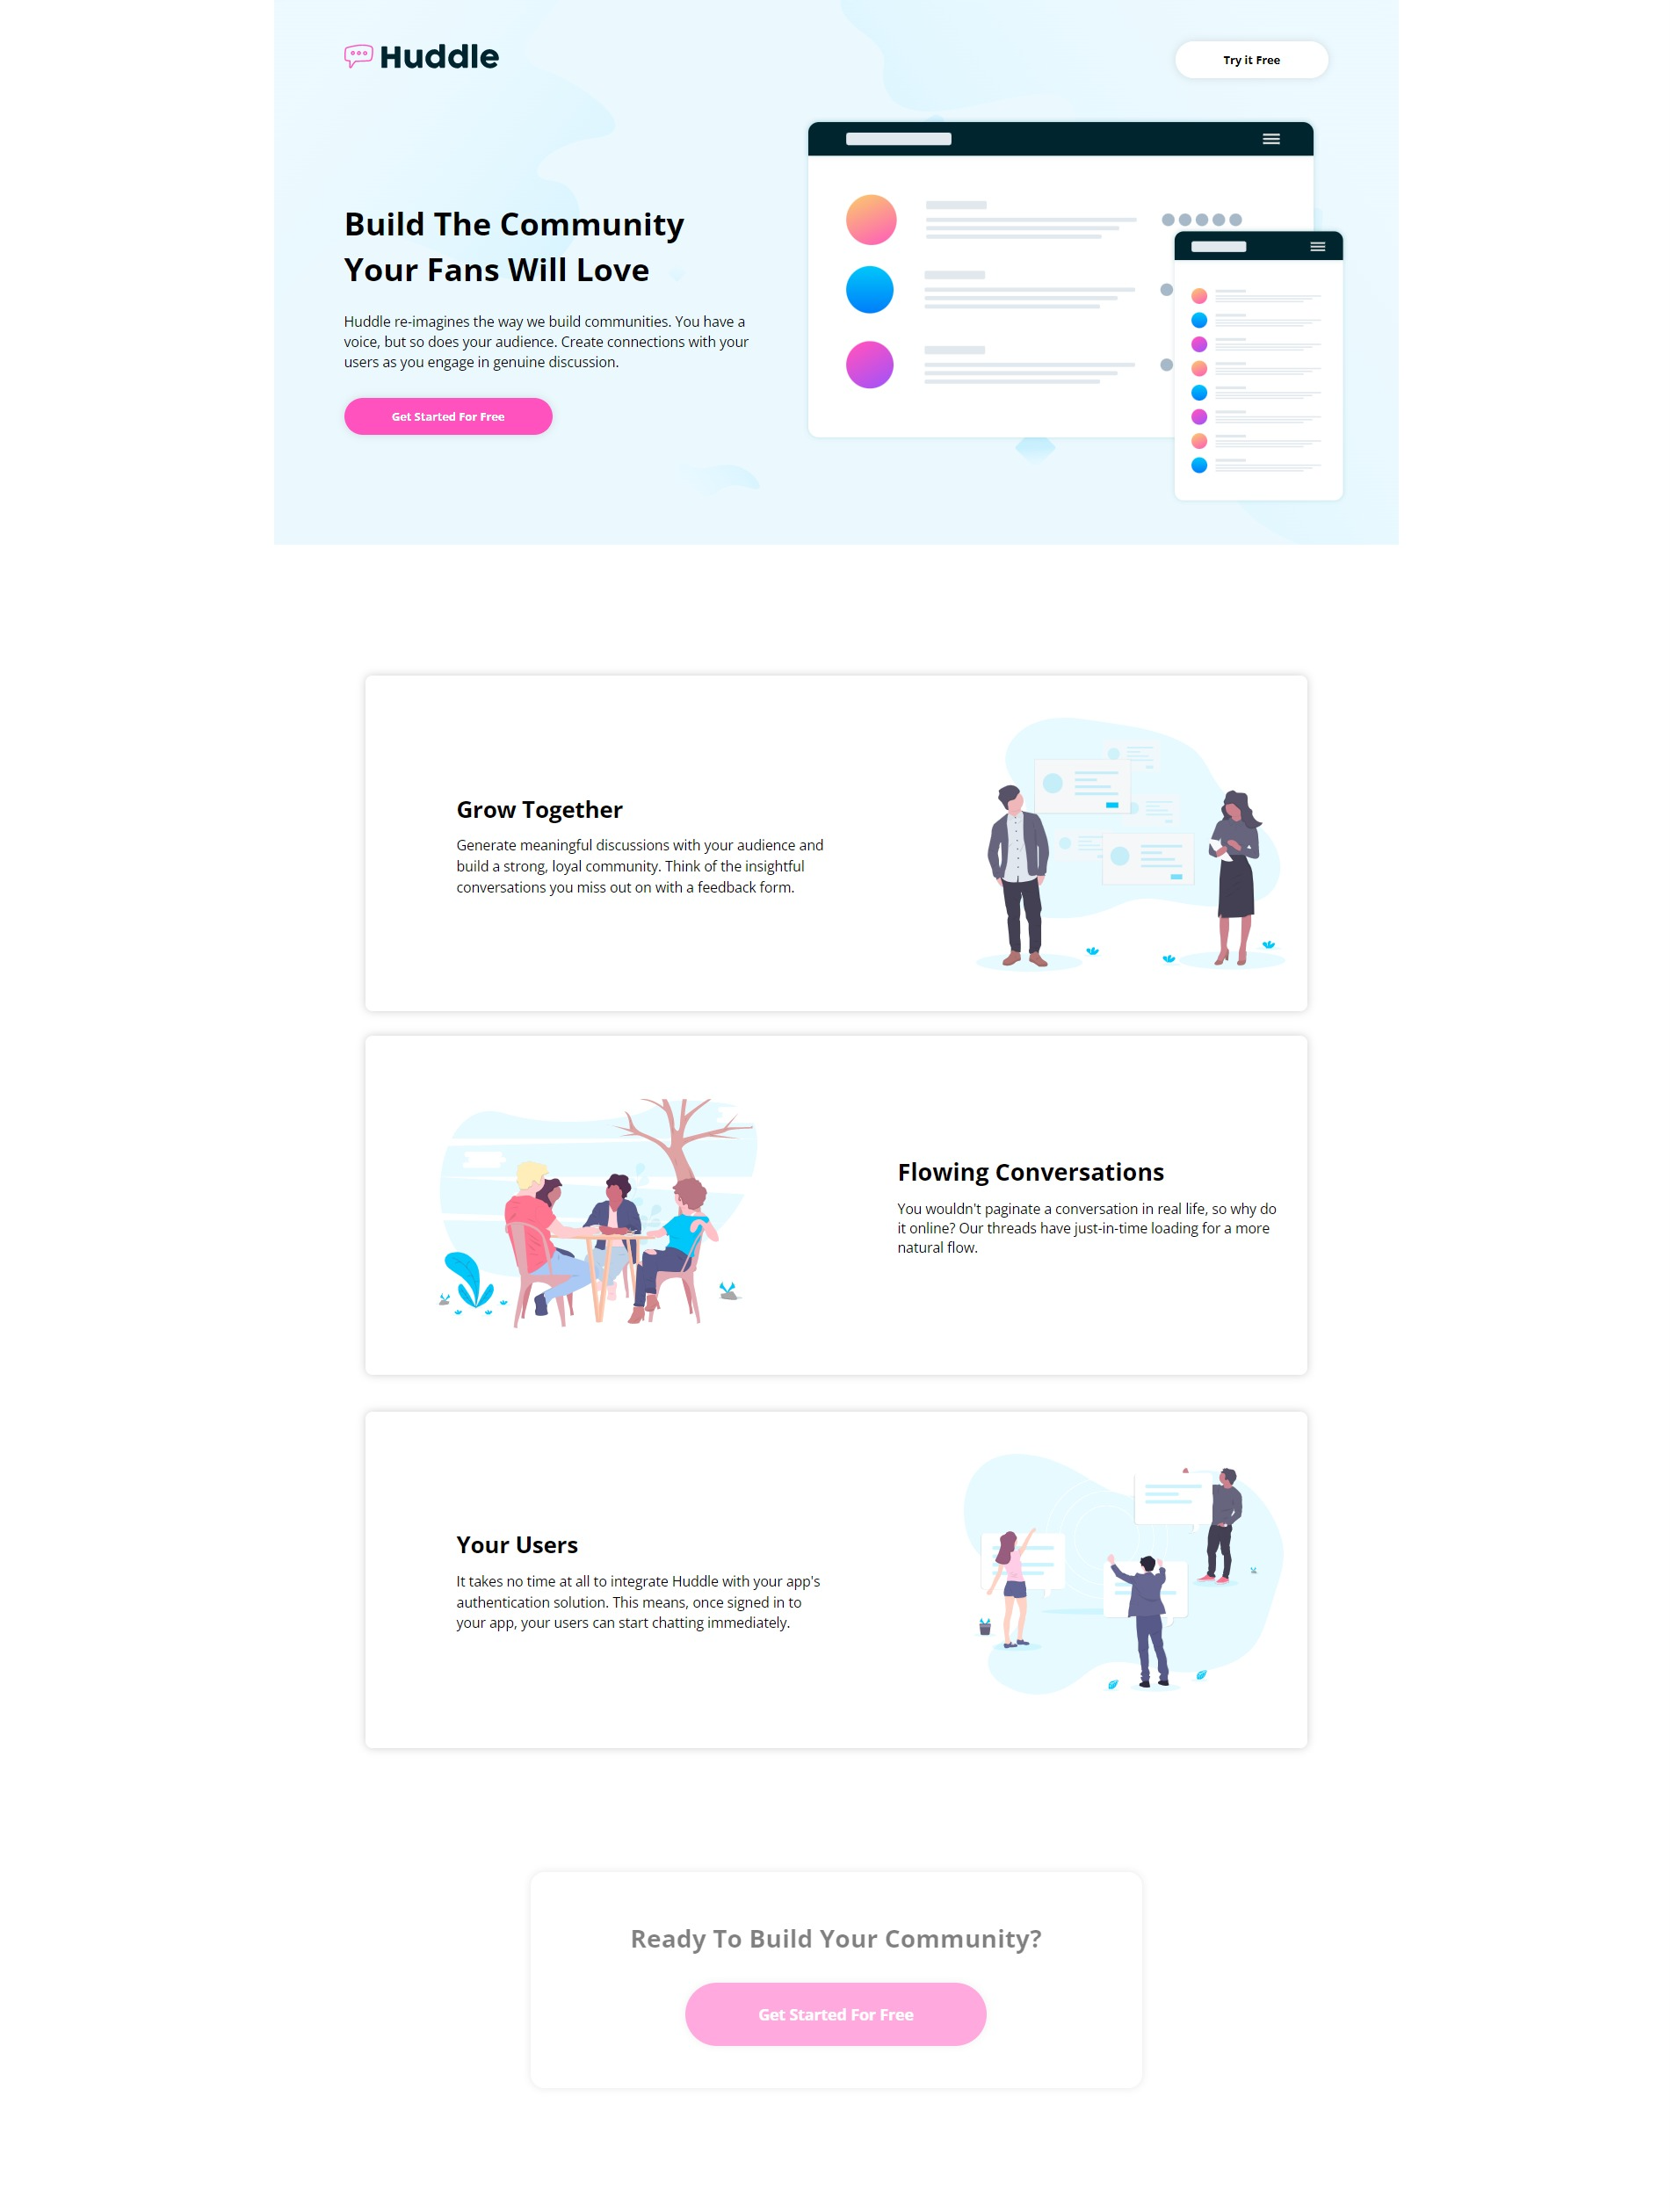 Huddle
Try it Free
Build The Community
Your Fans Will Love
Huddle re-imagines the way we build communities. You have a
voice, but so does your audience. Create connections with your
users as you engage in genuine discussion.
Get Started For Free
Grow Together
Generate meaningful discussions with your audience and
build a strong, loyal community. Think of the insightful
conversations you miss out on with a feedback form.
Flowing Conversations
You wouldn't paginate a conversation in real life, so why do
it online? Our threads have just-in-time loading for a more
natural flow.
Your Users
It takes no time at all to integrate Huddle with your app's
authentication solution. This means, once signed in to
your app, your users can start chatting immediately.
Ready To Build Your Community?
Get Started For Free